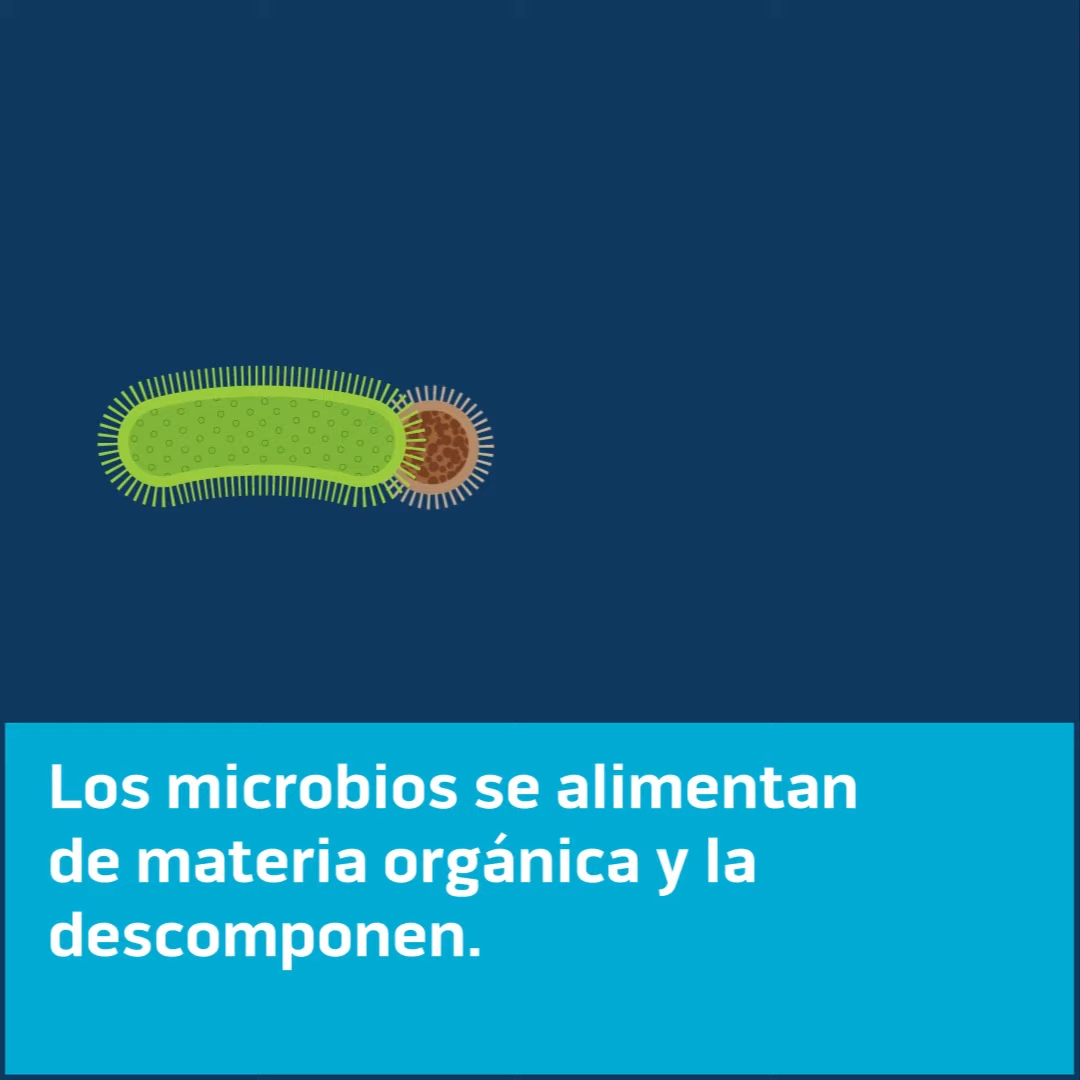 Los microbios se alimentan
de materia orgánica y la
descomponen.